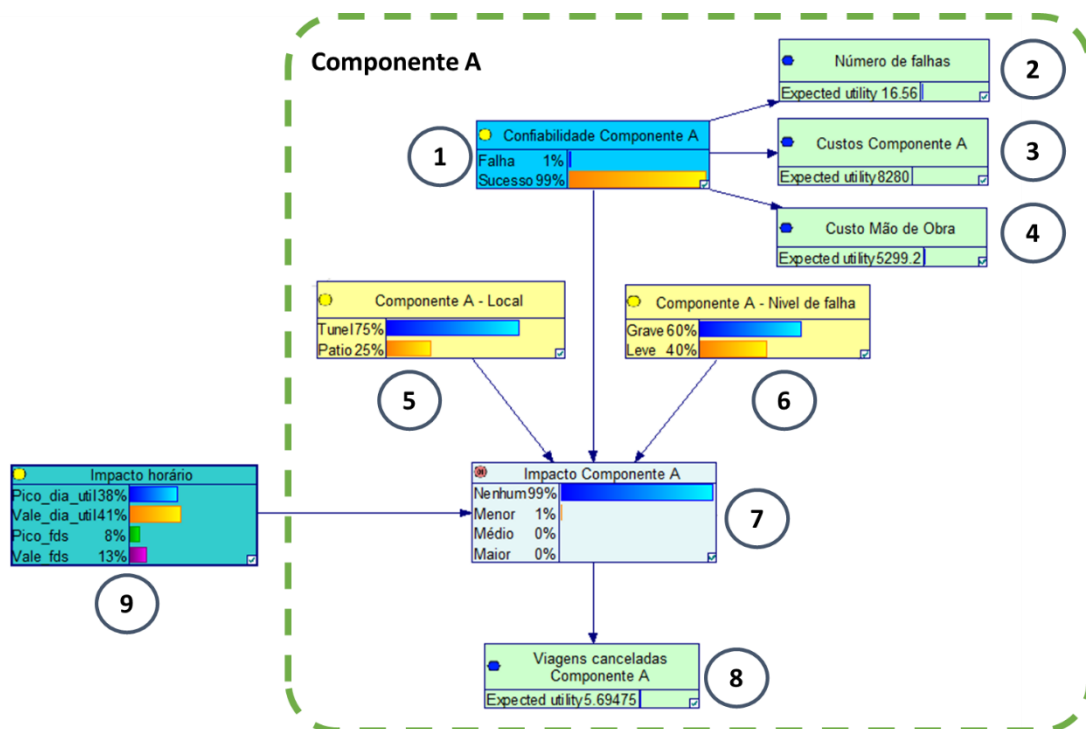 Componente A
Número de falhas
Expected utility 16.56
2
1
Confiabilidade Componente A
Falha 1%
Sucesso 99%
Custos Componente A
Expected utility 8280
3
Custo Mão de Obra
Expected utility 5299.2
4
Componente A - Local
Tunel 75%
Patio 25%
5
Componente A - Nivel de falha
Grave 60%
Leve 40%
6
Impacto horário
Pico_dia_util 38%
Vale_dia_util 41%
Pico_fds 8%
Vale_fds 13%
9
Impacto Componente A
Nenhum 99%
Menor 1%
Médio 0%
Maior 0%
7
Viagens canceladas
Componente A
Expected utility 5.69475
8